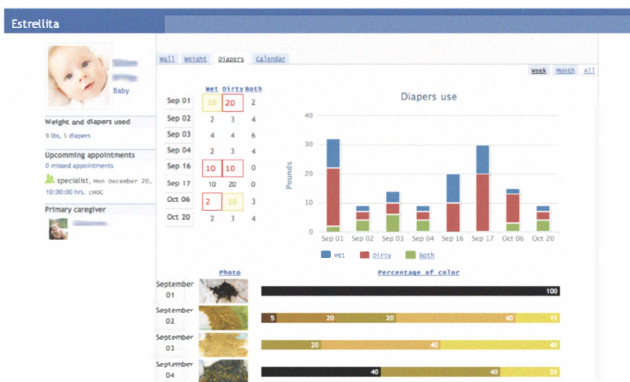 Estrellita
Baby
Weight and diapers used
9 lbs, 5 diapers
Upcomming appointments
0 missed appointments
specialist, Mon December 20,
10:00:00 hrs. CHOC
Primary caregiver
Wall Weight Diapers Calendar
Week Month All
Wet Dirty Both
Sep 01 10 20 2
Sep 02 2 3 4
Sep 03 4 4 6
Sep 04 2 3 4
Sep 16 10 10 0
Sep 17 10 20 0
Oct 06 2 10 3
Oct 20 2 3 4
Diapers use
Pounds
40
30
20
10
0
Sep 01 Sep 02 Sep 03 Sep 04 Sep 16 Sep 17 Oct 06 Oct 20
Wet Dirty Both
Photo Percentage of color
September 01 100
September 02 5 20 20 40 15
September 03 20 40 40
September 04 40 40 20